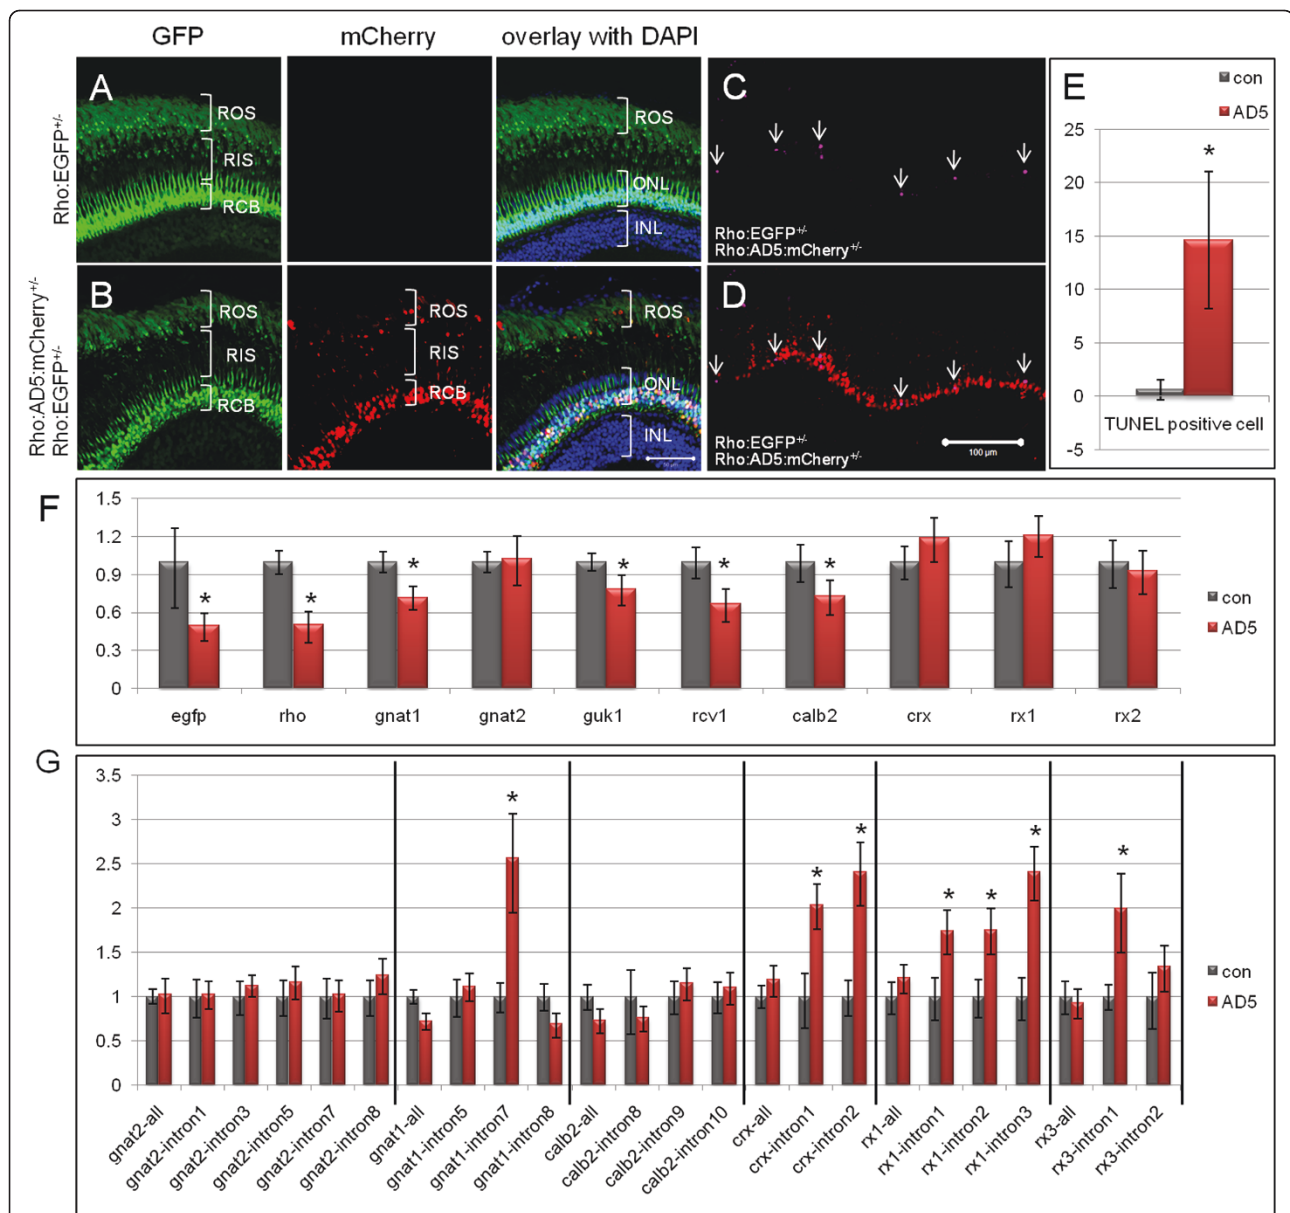 GFP mCherry overlay with DAPI
Rho:EGFP+/-
A
ROS
RIS
RCB
ROS
ONL
INL
C
Rho:EGFP+/-
Rho:AD5:mCherry+/-
E
con
AD5
25
20
15
10
5
0
-5
*
TUNEL positive cell
Rho:AD5:mCherry+/-
Rho:EGFP+/-
B
ROS
RIS
RCB
ROS
RIS
RCB
ROS
ONL
INL
D
Rho:EGFP+/-
Rho:AD5:mCherry+/-
100 µm
F
1.5
1.2
0.9
0.6
0.3
0
* * * * * *
egfp rho gnat1 gnat2 guk1 rcv1 calb2 crx rx1 rx2
con
AD5
G
3.5
3
2.5
2
1.5
1
0.5
0
* * * * * * *
gnat2-all
gnat2-intron1
gnat2-intron3
gnat2-intron5
gnat2-intron7
gnat2-intron8
gnat1-all
gnat1-intron5
gnat1-intron7
gnat1-intron8
calb2-all
calb2-intron8
calb2-intron9
calb2-intron10
crx-all
crx-intron1
crx-intron2
rx1-all
rx1-intron1
rx1-intron2
rx1-intron3
rx3-all
rx3-intron1
rx3-intron2
con
AD5